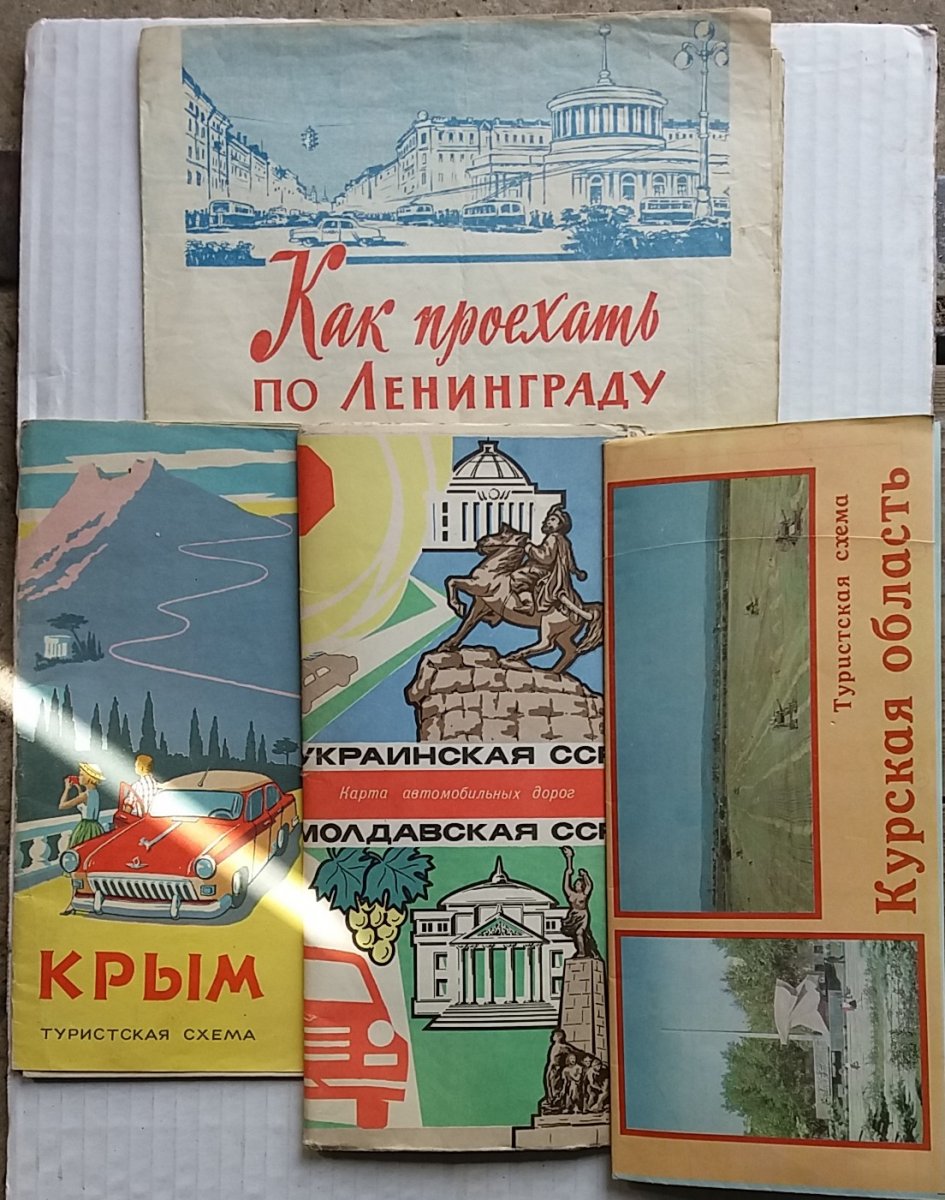 Как проехать
по Ленинграду
КРЫМ
ТУРИСТСКАЯ СХЕМА
УКРАИНСКАЯ ССР
Карта автомобильных дорог
МОЛДАВСКАЯ ССР
Туристская схема
Курская область